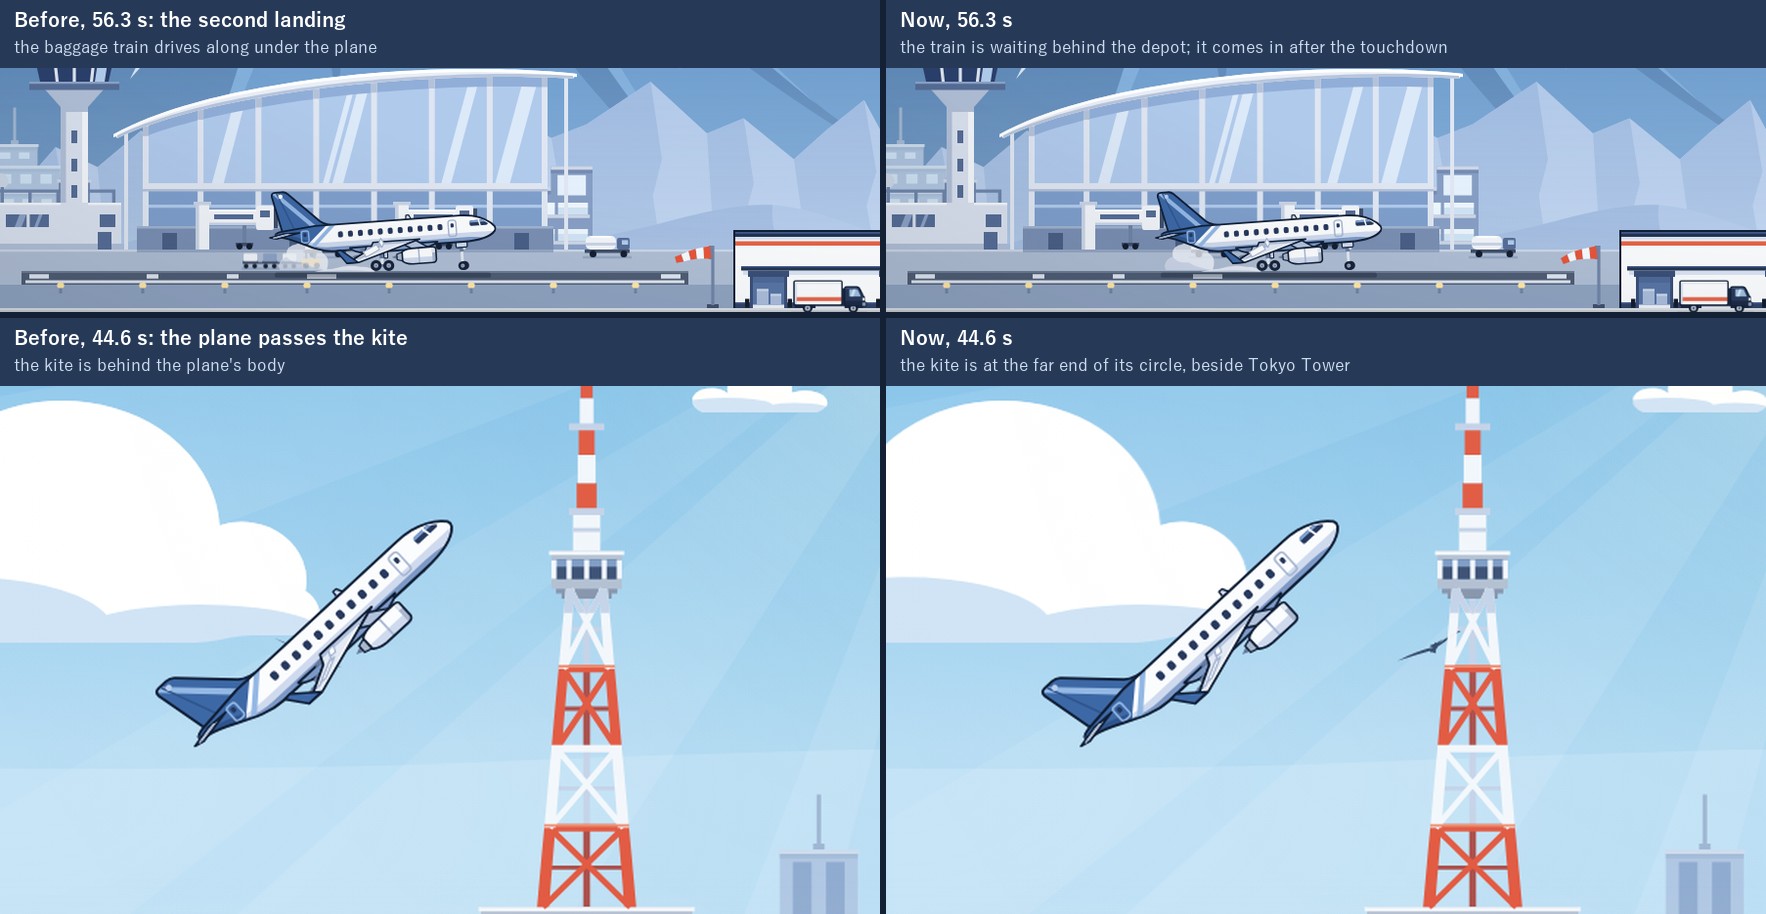 Before, 56.3 s: the second landing
the baggage train drives along under the plane
Now, 56.3 s
the train is waiting behind the depot; it comes in after the touchdown
Before, 44.6 s: the plane passes the kite
the kite is behind the plane's body
Now, 44.6 s
the kite is at the far end of its circle, beside Tokyo Tower